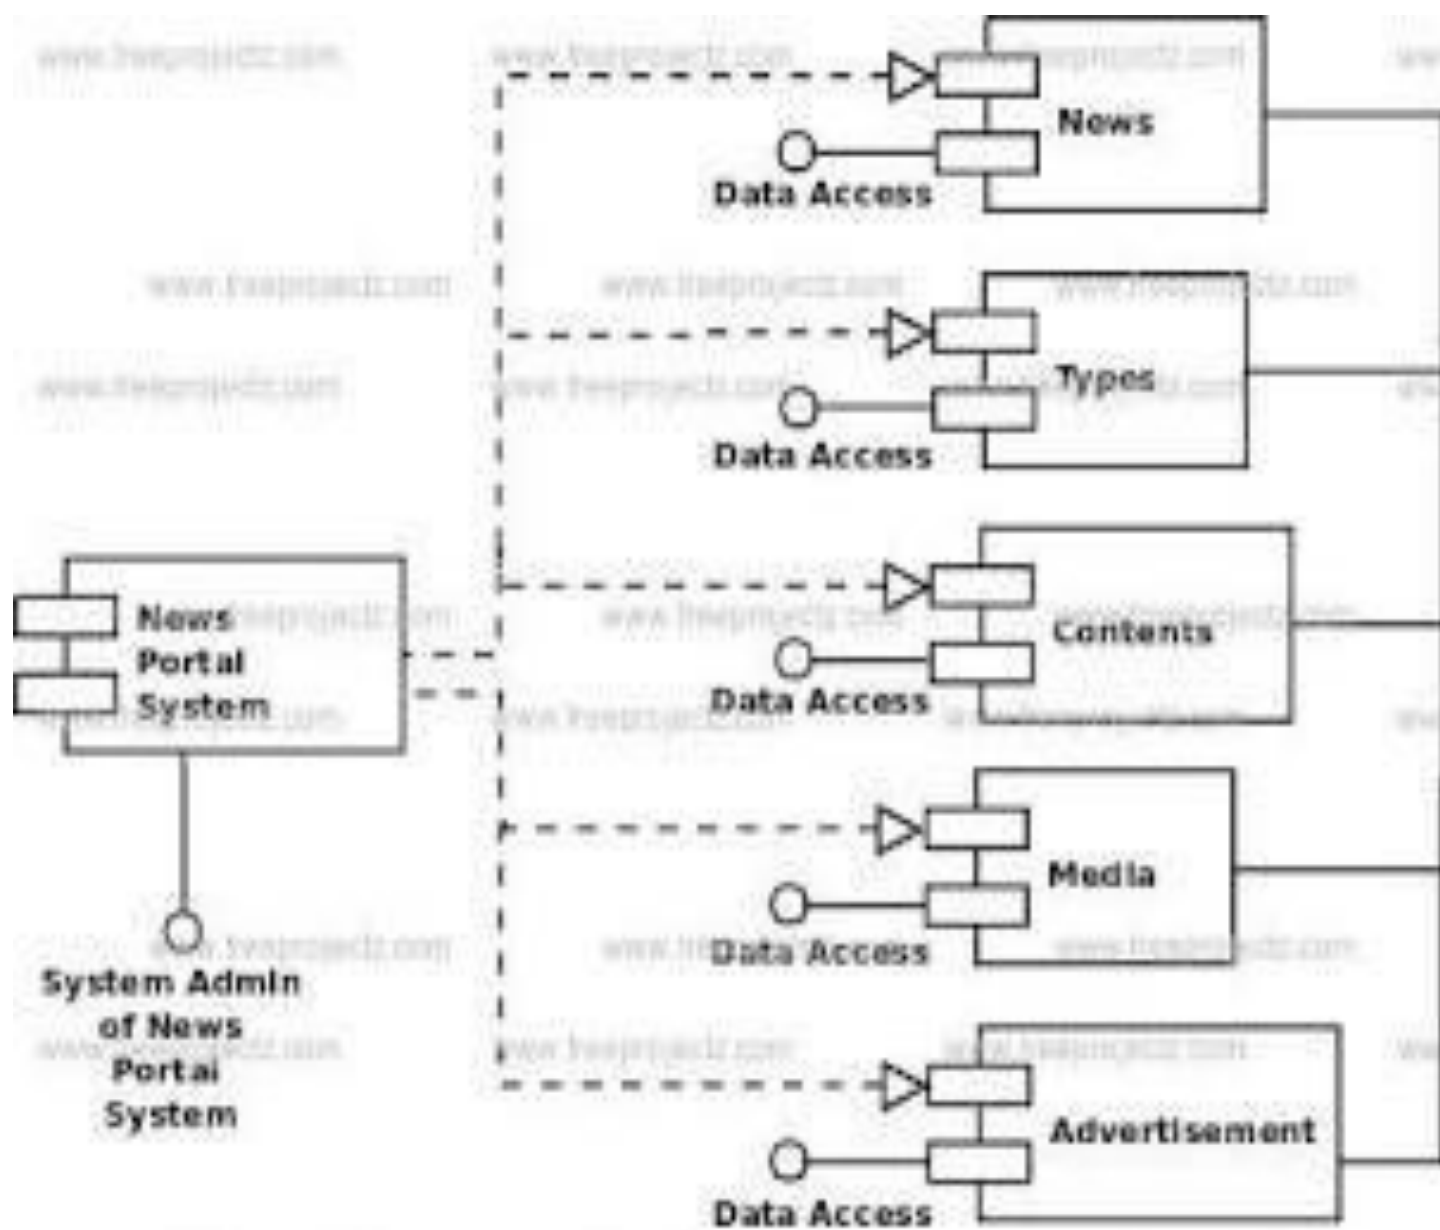 News
Data Access
Types
Data Access
Contents
Data Access
News
Portal
System
Media
Data Access
System Admin
of News
Portal
System
Advertisement
Data Access